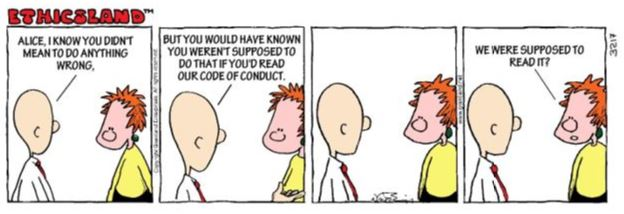 ETHICSLAND™
ALICE, I KNOW YOU DIDN'T
MEAN TO DO ANYTHING
WRONG,
BUT YOU WOULD HAVE KNOWN
YOU WEREN'T SUPPOSED TO
DO THAT IF YOU'D READ
OUR CODE OF CONDUCT.
WE WERE SUPPOSED TO
READ IT?
3217